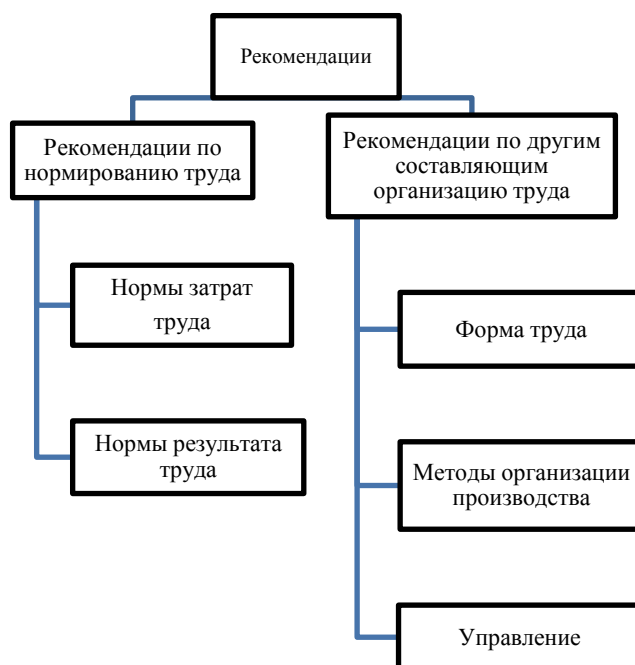 Рекомендации
Рекомендации по
нормированию труда
Нормы затрат
труда
Нормы результата
труда
Рекомендации по другим
составляющим
организацию труда
Форма труда
Методы организации
производства
Управление